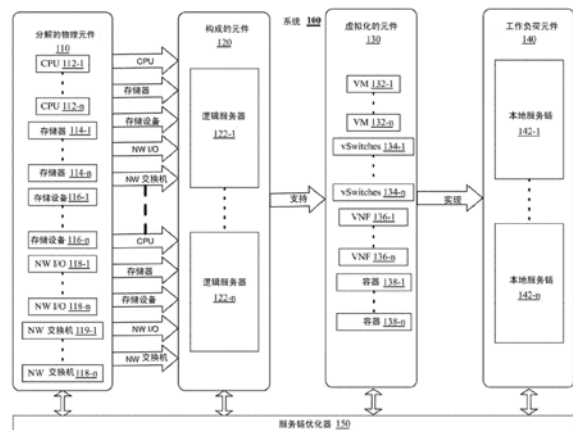 系统 100
分解的物理元件
110
CPU 112-1
CPU 112-n
存储器 114-1
存储器 114-n
存储设备 116-1
存储设备 116-n
NW I/O 118-1
NW I/O 118-n
NW 交换机 119-1
NW 交换机 118-n
CPU
存储器
存储设备
NW I/O
NW 交换机
CPU
存储器
存储设备
NW I/O
NW 交换机
构成的元件
120
逻辑服务器
122-1
逻辑服务器
122-n
支持
虚拟化的元件
130
VM 132-1
VM 132-n
vSwitches 134-1
vSwitches 134-n
VNF 136-1
VNF 136-n
容器 138-1
容器 138-n
实现
工作负荷元件
140
本地服务链
142-1
本地服务链
142-n
服务链优化器 150